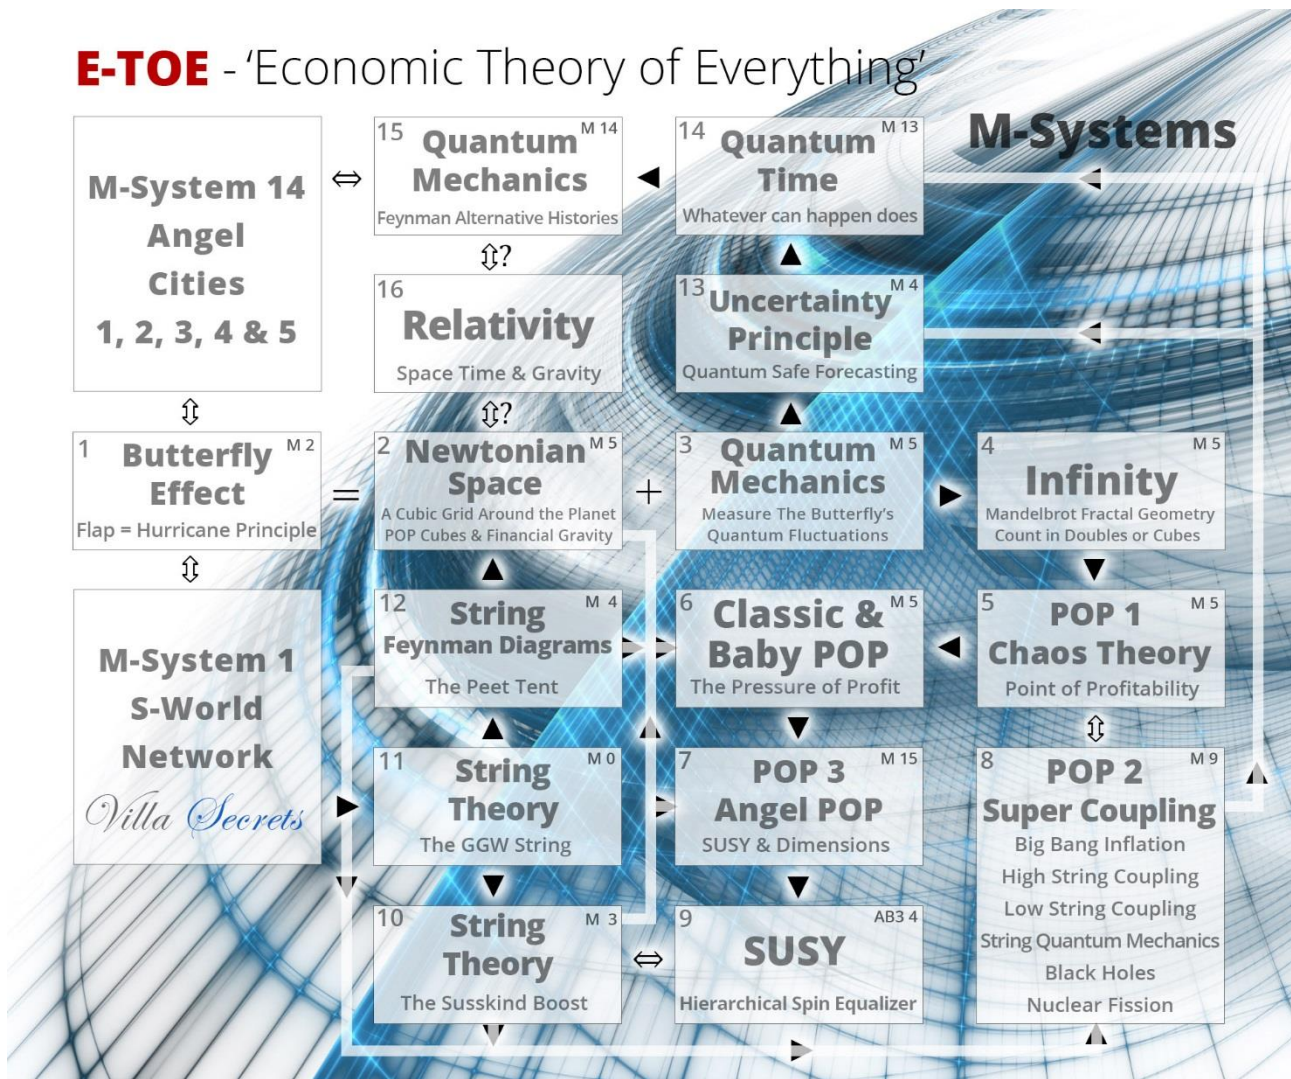 E-TOE - ‘Economic Theory of Everything’
M-Systems
M-System 14
Angel
Cities
1, 2, 3, 4 & 5
15 M 14
Quantum
Mechanics
Feynman Alternative Histories
14 M 13
Quantum
Time
Whatever can happen does
?
16
Relativity
Space Time & Gravity
13 M 4
Uncertainty
Principle
Quantum Safe Forecasting
?
1 M 2
Butterfly
Effect
Flap = Hurricane Principle
=
2 M 5
Newtonian
Space
A Cubic Grid Around the Planet
POP Cubes & Financial Gravity
+
3 M 5
Quantum
Mechanics
Measure The Butterfly’s
Quantum Fluctuations
4 M 5
Infinity
Mandelbrot Fractal Geometry
Count in Doubles or Cubes
M-System 1
S-World
Network
Villa Secrets
12 M 4
String
Feynman Diagrams
The Peet Tent
6 M 5
Classic &
Baby POP
The Pressure of Profit
5 M 5
POP 1
Chaos Theory
Point of Profitability
11 M 0
String
Theory
The GGW String
7 M 15
POP 3
Angel POP
SUSY & Dimensions
8 M 9
POP 2
Super Coupling
Big Bang Inflation
High String Coupling
Low String Coupling
String Quantum Mechanics
Black Holes
Nuclear Fission
10 M 3
String
Theory
The Susskind Boost
9 AB3 4
SUSY
Hierarchical Spin Equalizer